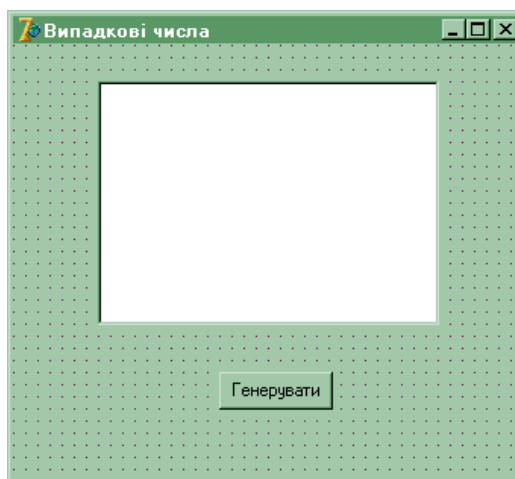 Випадкові числа
Генерувати